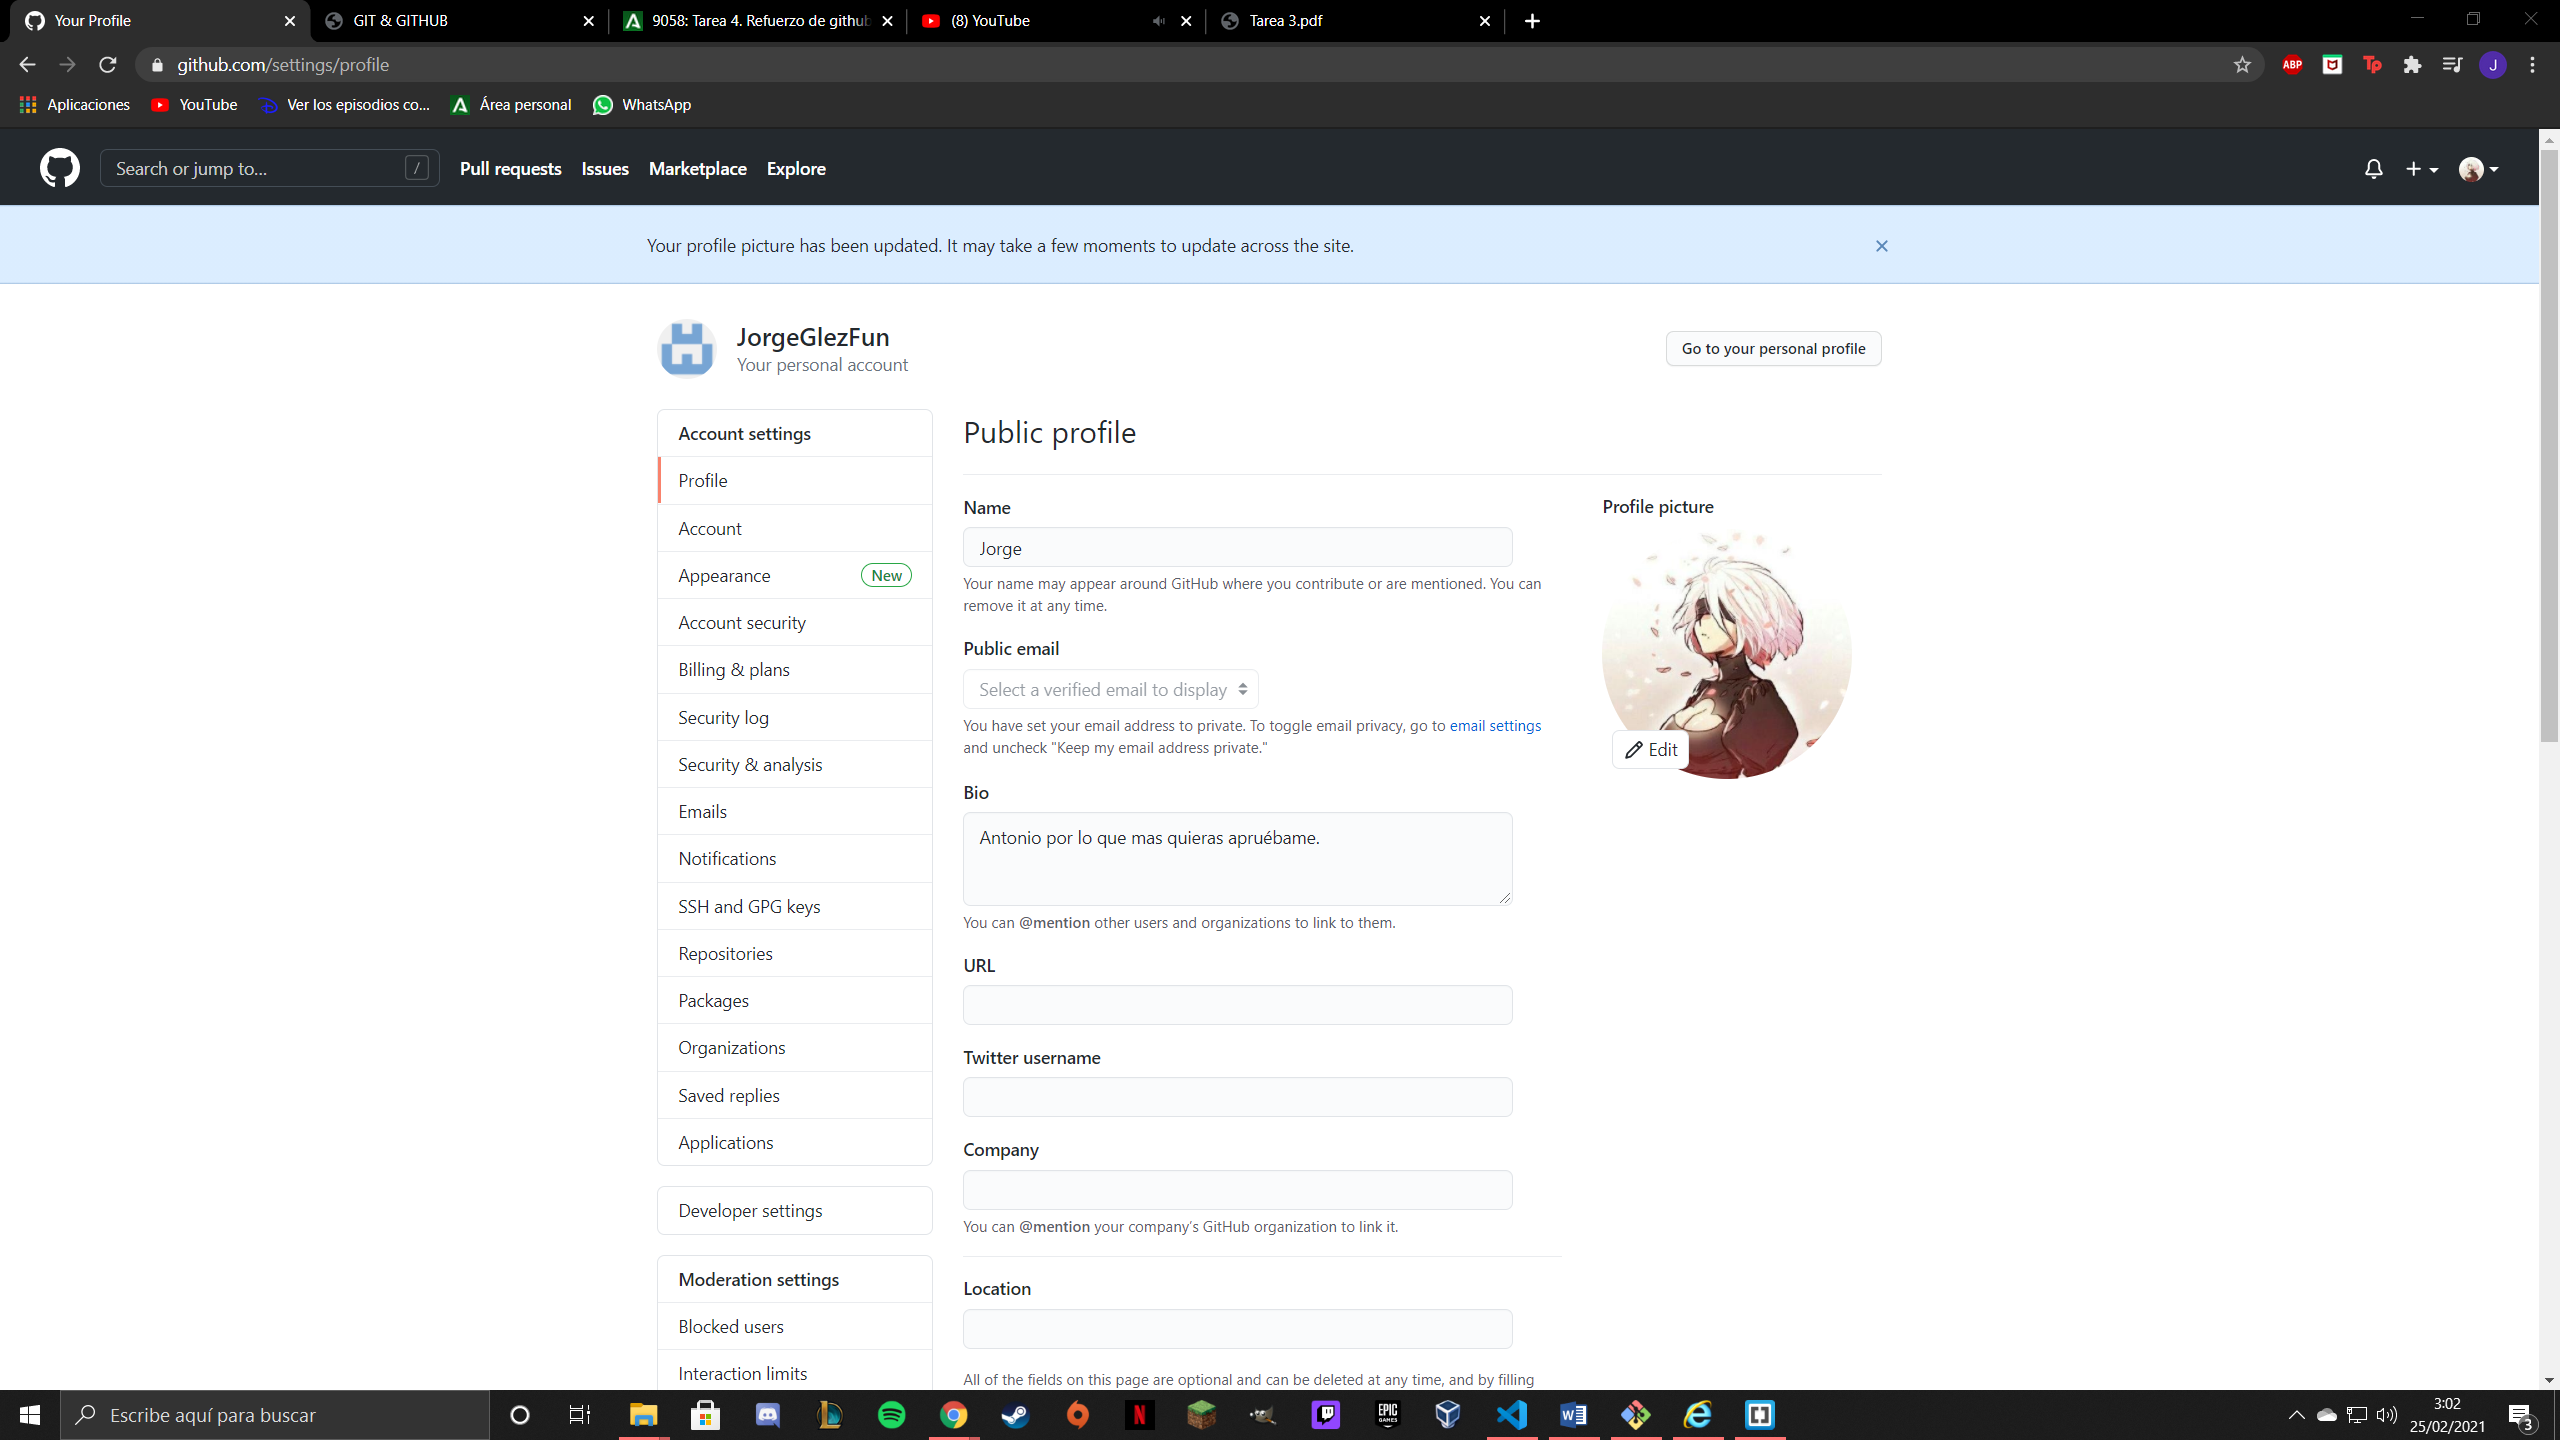 Your Profile
GIT & GITHUB
9058: Tarea 4. Refuerzo de github
(8) YouTube
Tarea 3.pdf
github.com/settings/profile
ABP
Tp
J
Aplicaciones
YouTube
Ver los episodios co...
Área personal
WhatsApp
Search or jump to...
/
Pull requests
Issues
Marketplace
Explore
Your profile picture has been updated. It may take a few moments to update across the site.
JorgeGlezFun
Your personal account
Go to your personal profile
Account settings
Profile
Account
Appearance
New
Account security
Billing & plans
Security log
Security & analysis
Emails
Notifications
SSH and GPG keys
Repositories
Packages
Organizations
Saved replies
Applications
Developer settings
Moderation settings
Blocked users
Interaction limits
Public profile
Name
Jorge
Your name may appear around GitHub where you contribute or are mentioned. You can
remove it at any time.
Public email
Select a verified email to display
You have set your email address to private. To toggle email privacy, go to email settings
and uncheck "Keep my email address private."
Bio
Antonio por lo que mas quieras apruébame.
You can @mention other users and organizations to link to them.
URL
Twitter username
Company
You can @mention your company's GitHub organization to link it.
Location
All of the fields on this page are optional and can be deleted at any time, and by filling
Profile picture
Edit
Escribe aquí para buscar
EPIC
GAMES
3:02
25/02/2021
3